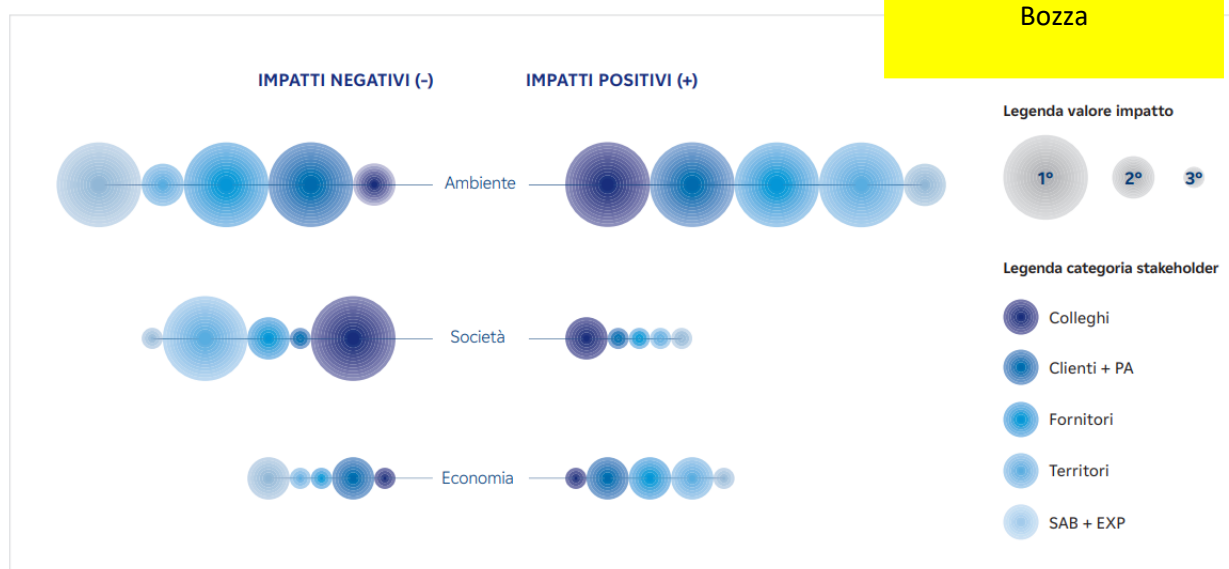 Bozza
IMPATTI NEGATIVI (-)
IMPATTI POSITIVI (+)
Ambiente
Società
Economia
Legenda valore impatto
1°
2°
3°
Legenda categoria stakeholder
Colleghi
Clienti + PA
Fornitori
Territori
SAB + EXP